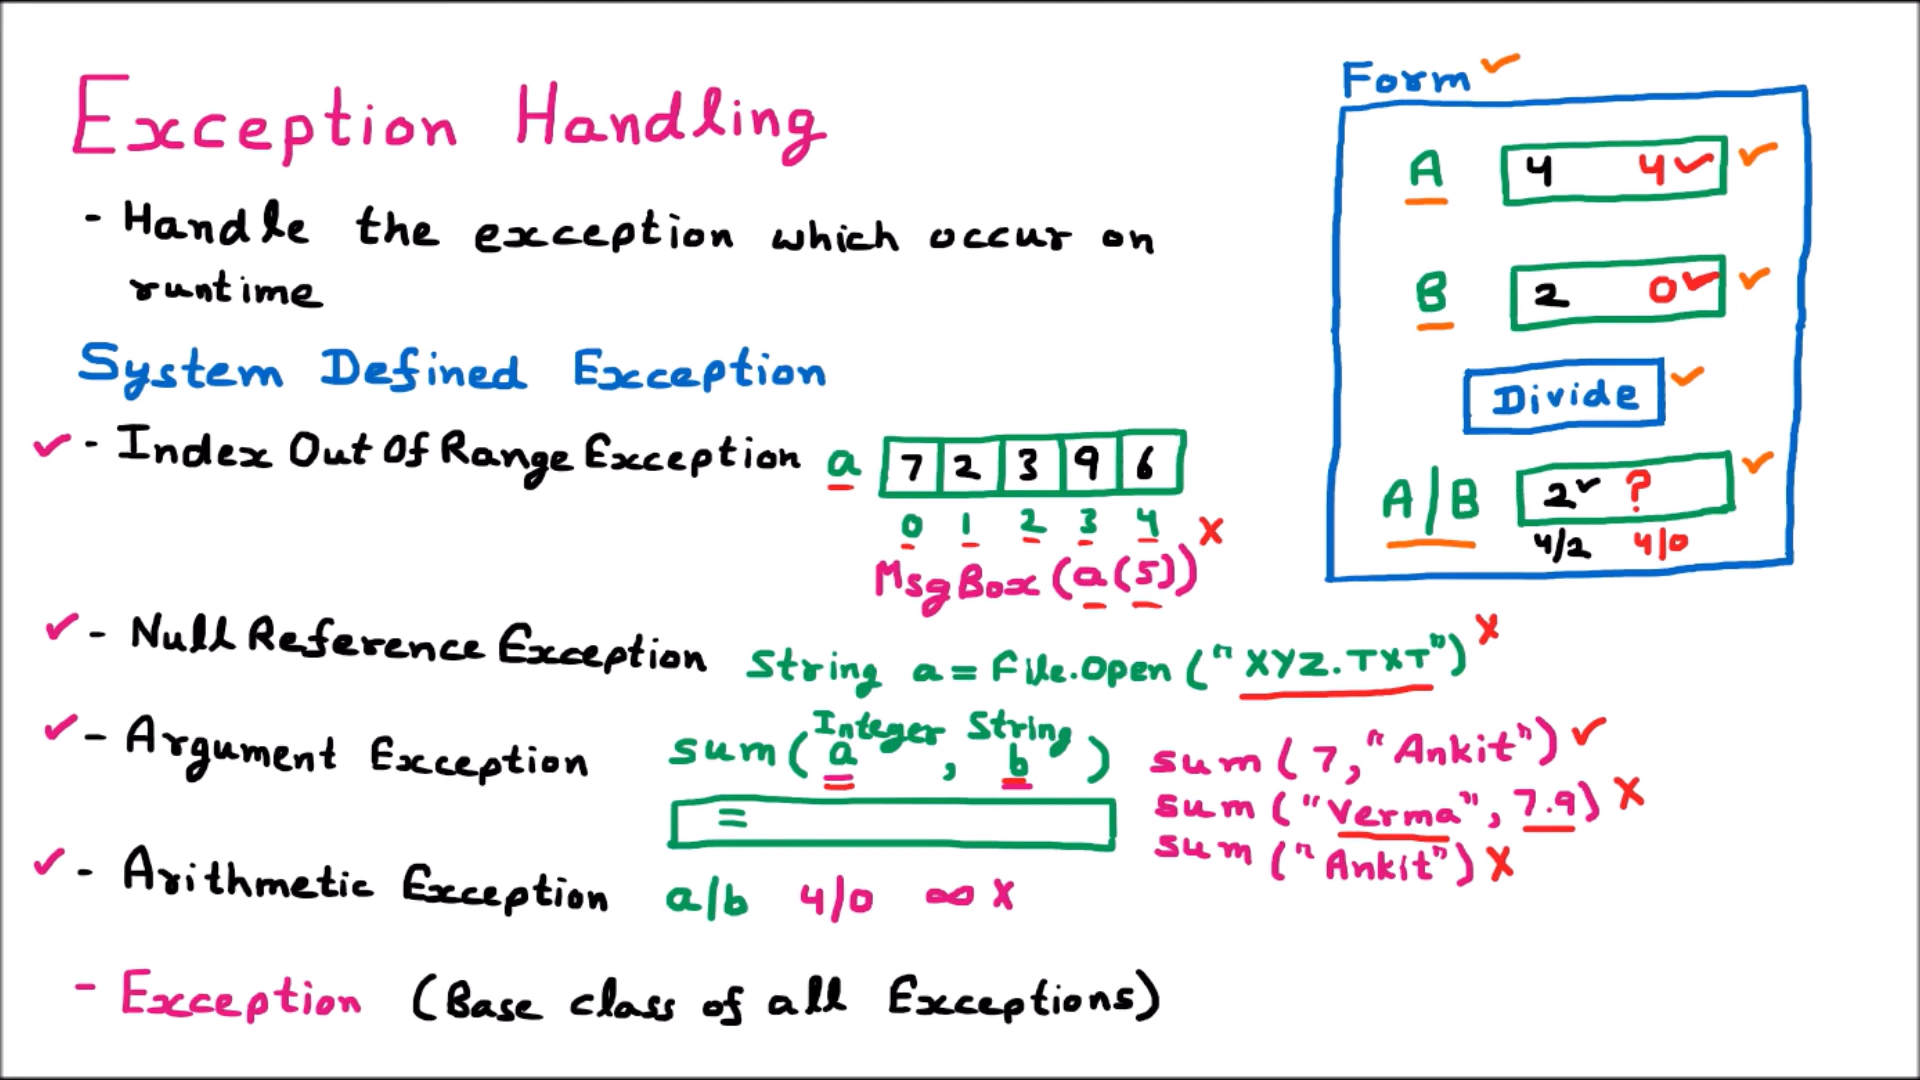 Exception Handling
- Handle the exception which occur on
runtime
System Defined Exception
- Index Out Of Range Exception a 7 2 3 9 6
0 1 2 3 4 x
MsgBox (a(5))
- Null Reference Exception String a = File.Open ("XYZ.TXT") x
- Argument Exception sum( a , b )
Integer String
=
sum( 7, "Ankit")
sum ("Verma", 7.9) x
sum ("Ankit") x
- Arithmetic Exception a/b 4/0 ∞ x
- Exception (Base class of all Exceptions)
Form
A 4 4
B 2 0
Divide
A/B 2 ?
4/2 4/0